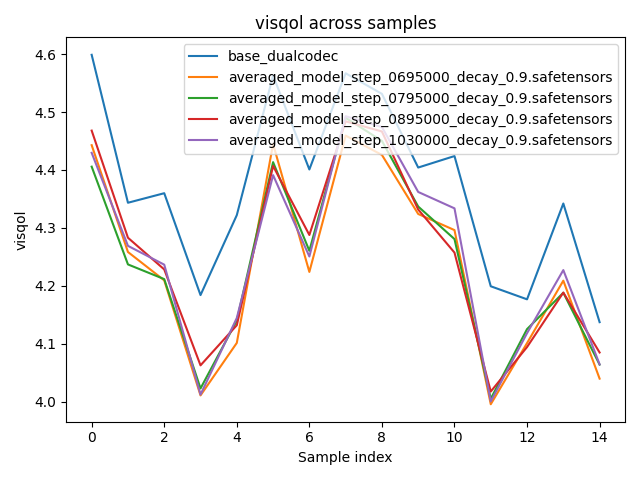 visqol across samples
base_dualcodec
averaged_model_step_0695000_decay_0.9.safetensors
averaged_model_step_0795000_decay_0.9.safetensors
averaged_model_step_0895000_decay_0.9.safetensors
averaged_model_step_1030000_decay_0.9.safetensors
visqol
4.6
4.5
4.4
4.3
4.2
4.1
4.0
0 2 4 6 8 10 12 14
Sample index